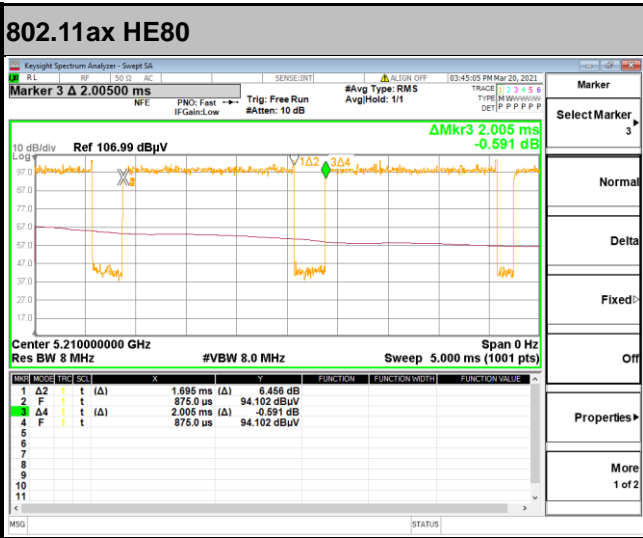 802.11ax HE80
Keysight Spectrum Analyzer - Swept SA
RL RF 50 Ω AC SENSE:INT ALIGN OFF 03:45:05 PM Mar 20, 2021
Marker 3 Δ 2.00500 ms
NFE PNO: Fast IFGain:Low Trig: Free Run #Atten: 10 dB
#Avg Type: RMS Avg|Hold: 1/1
TRACE 1 2 3 4 5 6
TYPE M W W W W W
DET P P P P P P
ΔMkr3 2.005 ms
-0.591 dB
10 dB/div Ref 106.99 dBµV
Log
97.0
87.0
77.0
67.0
57.0
47.0
37.0
27.0
17.0
1Δ2 3Δ4
Center 5.210000000 GHz Span 0 Hz
Res BW 8 MHz #VBW 8.0 MHz Sweep 5.000 ms (1001 pts)
MKR MODE TRC SCL X Y FUNCTION FUNCTION WIDTH FUNCTION VALUE
1 Δ2 1 t (Δ) 1.695 ms (Δ) 6.456 dB
2 F 1 t 875.0 µs 94.102 dBµV
3 Δ4 1 t (Δ) 2.005 ms (Δ) -0.591 dB
4 F 1 t 875.0 µs 94.102 dBµV
5
6
7
8
9
10
11
MSG STATUS
Marker
Select Marker
3
Normal
Delta
Fixed
Off
Properties
More
1 of 2